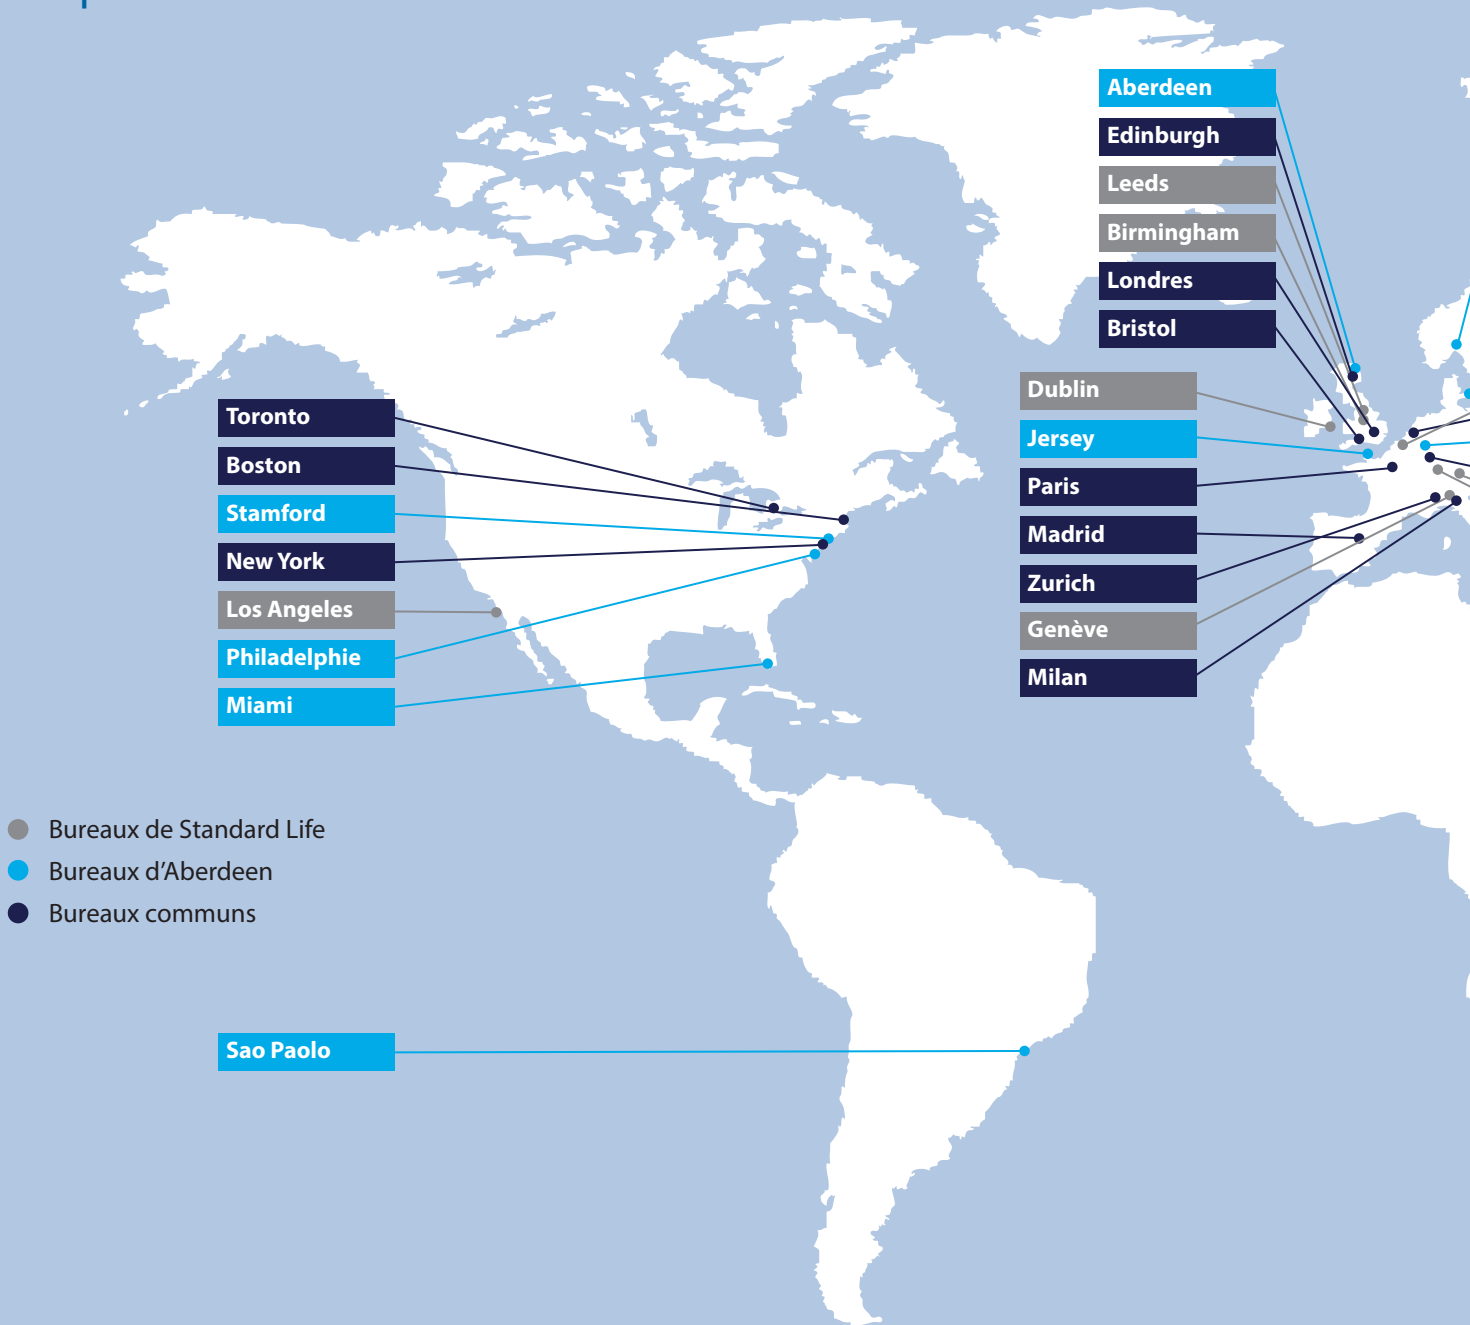 Aberdeen
Edinburgh
Leeds
Birmingham
Londres
Bristol
Dublin
Jersey
Paris
Madrid
Zurich
Genève
Milan
Toronto
Boston
Stamford
New York
Los Angeles
Philadelphie
Miami
Bureaux de Standard Life
Bureaux d’Aberdeen
Bureaux communs
Sao Paolo